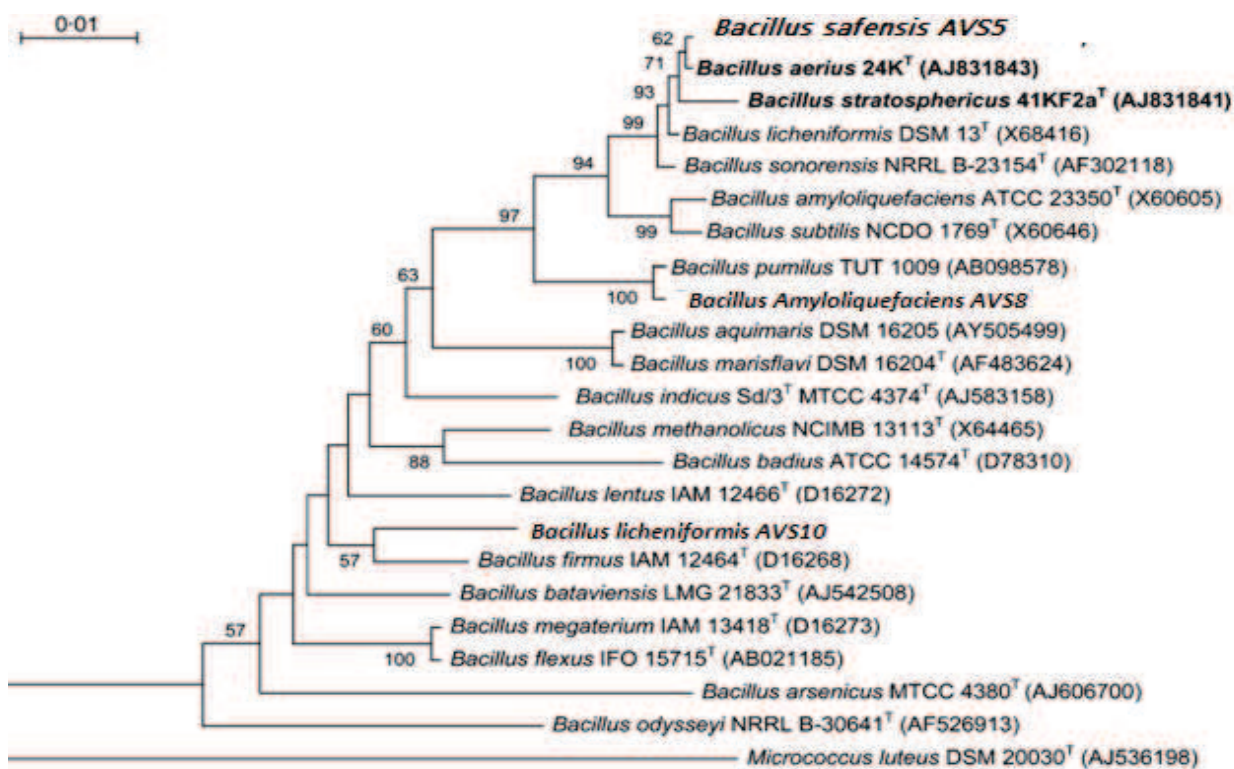 0·01
Bacillus safensis AVS5
62
Bacillus aerius 24Kᵀ (AJ831843)
71
Bacillus stratosphericus 41KF2aᵀ (AJ831841)
93
Bacillus licheniformis DSM 13ᵀ (X68416)
99
Bacillus sonorensis NRRL B-23154ᵀ (AF302118)
94
Bacillus amyloliquefaciens ATCC 23350ᵀ (X60605)
97
99
Bacillus subtilis NCDO 1769ᵀ (X60646)
Bacillus pumilus TUT 1009 (AB098578)
63
100
Bacillus Amyloliquefaciens AVS8
60
Bacillus aquimaris DSM 16205 (AY505499)
100
Bacillus marisflavi DSM 16204ᵀ (AF483624)
Bacillus indicus Sd/3ᵀ MTCC 4374ᵀ (AJ583158)
Bacillus methanolicus NCIMB 13113ᵀ (X64465)
88
Bacillus badius ATCC 14574ᵀ (D78310)
Bacillus lentus IAM 12466ᵀ (D16272)
Bacillus licheniformis AVS10
57
Bacillus firmus IAM 12464ᵀ (D16268)
Bacillus bataviensis LMG 21833ᵀ (AJ542508)
57
Bacillus megaterium IAM 13418ᵀ (D16273)
100
Bacillus flexus IFO 15715ᵀ (AB021185)
Bacillus arsenicus MTCC 4380ᵀ (AJ606700)
Bacillus odysseyi NRRL B-30641ᵀ (AF526913)
Micrococcus luteus DSM 20030ᵀ (AJ536198)